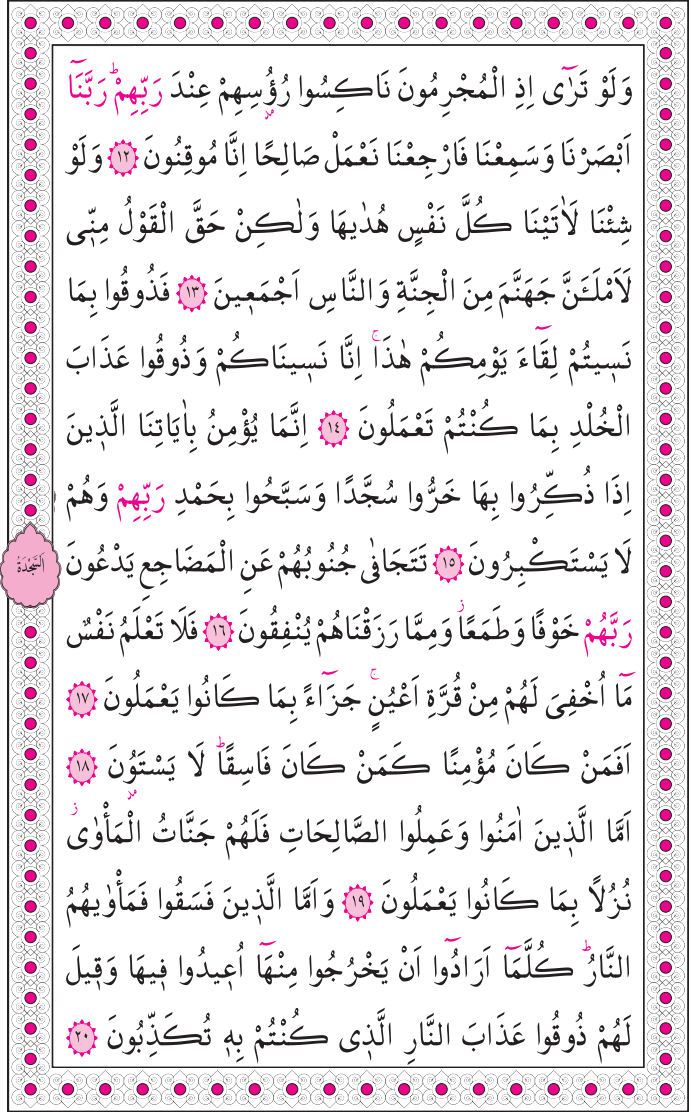 وَلَوْ تَرٰٓى اِذِ الْمُجْرِمُونَ نَاكِسُوا رُؤُ۫سِهِمْ عِنْدَ رَبِّهِمْۜ رَبَّنَٓا
اَبْصَرْنَا وَسَمِعْنَا فَارْجِعْنَا نَعْمَلْ صَالِحًا اِنَّا مُوقِنُونَ ﴿١٢﴾ وَلَوْ
شِئْنَا لَاٰتَيْنَا كُلَّ نَفْسٍ هُدٰيهَا وَلٰكِنْ حَقَّ الْقَوْلُ مِنّ۪ى
لَاَمْلَـَٔنَّ جَهَنَّمَ مِنَ الْجِنَّةِ وَالنَّاسِ اَجْمَع۪ينَ ﴿١٣﴾ فَذُوقُوا بِمَا
نَس۪يتُمْ لِقَٓاءَ يَوْمِكُمْ هٰذَاۚ اِنَّا نَس۪ينَاكُمْ وَذُوقُوا عَذَابَ
الْخُلْدِ بِمَا كُنْتُمْ تَعْمَلُونَ ﴿١٤﴾ اِنَّمَا يُؤْمِنُ بِاٰيَاتِنَا الَّذ۪ينَ
اِذَا ذُكِّرُوا بِهَا خَرُّوا سُجَّدًا وَسَبَّحُوا بِحَمْدِ رَبِّهِمْ وَهُمْ
لَا يَسْتَكْبِرُونَ ﴿١٥﴾ تَتَجَافٰى جُنُوبُهُمْ عَنِ الْمَضَاجِعِ يَدْعُونَ
اَلسَّجْدَةُ
رَبَّهُمْ خَوْفًا وَطَمَعًاۘ وَمِمَّا رَزَقْنَاهُمْ يُنْفِقُونَ ﴿١٦﴾ فَلَا تَعْلَمُ نَفْسٌ
مَٓا اُخْفِىَ لَهُمْ مِنْ قُرَّةِ اَعْيُنٍۚ جَزَٓاءً بِمَا كَانُوا يَعْمَلُونَ ﴿١٧﴾
اَفَمَنْ كَانَ مُؤْمِنًا كَمَنْ كَانَ فَاسِقًاۜ لَا يَسْتَوُ۫نَ ﴿١٨﴾
اَمَّا الَّذ۪ينَ اٰمَنُوا وَعَمِلُوا الصَّالِحَاتِ فَلَهُمْ جَنَّاتُ الْمَأْوٰىۘ
نُزُلًا بِمَا كَانُوا يَعْمَلُونَ ﴿١٩﴾ وَاَمَّا الَّذ۪ينَ فَسَقُوا فَمَأْوٰيهُمُ
النَّارُۜ كُلَّمَٓا اَرَادُٓوا اَنْ يَخْرُجُوا مِنْهَٓا اُع۪يدُوا ف۪يهَا وَق۪يلَ
لَهُمْ ذُوقُوا عَذَابَ النَّارِ الَّذ۪ى كُنْتُمْ بِه۪ تُكَذِّبُونَ ﴿٢٠﴾